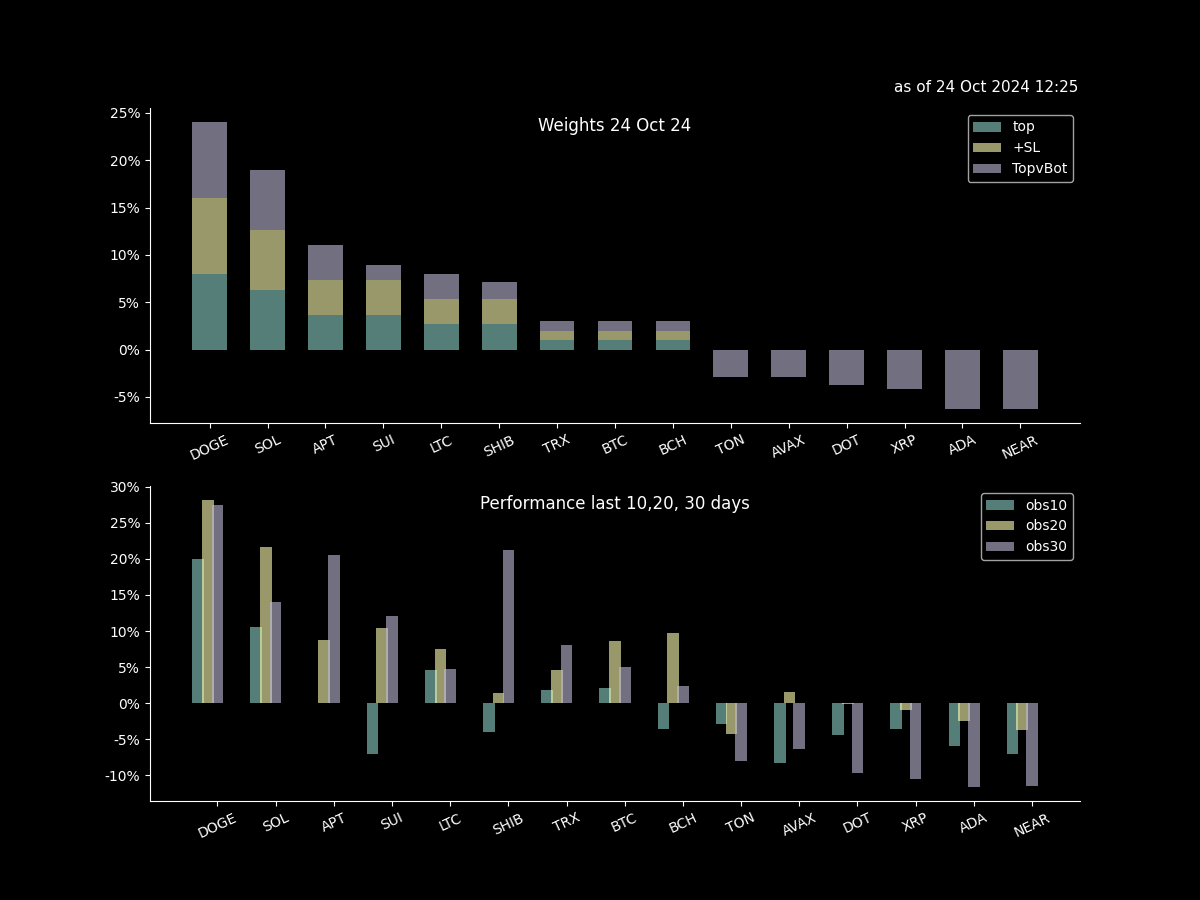 as of 24 Oct 2024 12:25
Weights 24 Oct 24
top
+SL
TopvBot
25%
20%
15%
10%
5%
0%
-5%
DOGE SOL APT SUI LTC SHIB TRX BTC BCH TON AVAX DOT XRP ADA NEAR
Performance last 10,20, 30 days
obs10
obs20
obs30
30%
25%
20%
15%
10%
5%
0%
-5%
-10%
DOGE SOL APT SUI LTC SHIB TRX BTC BCH TON AVAX DOT XRP ADA NEAR